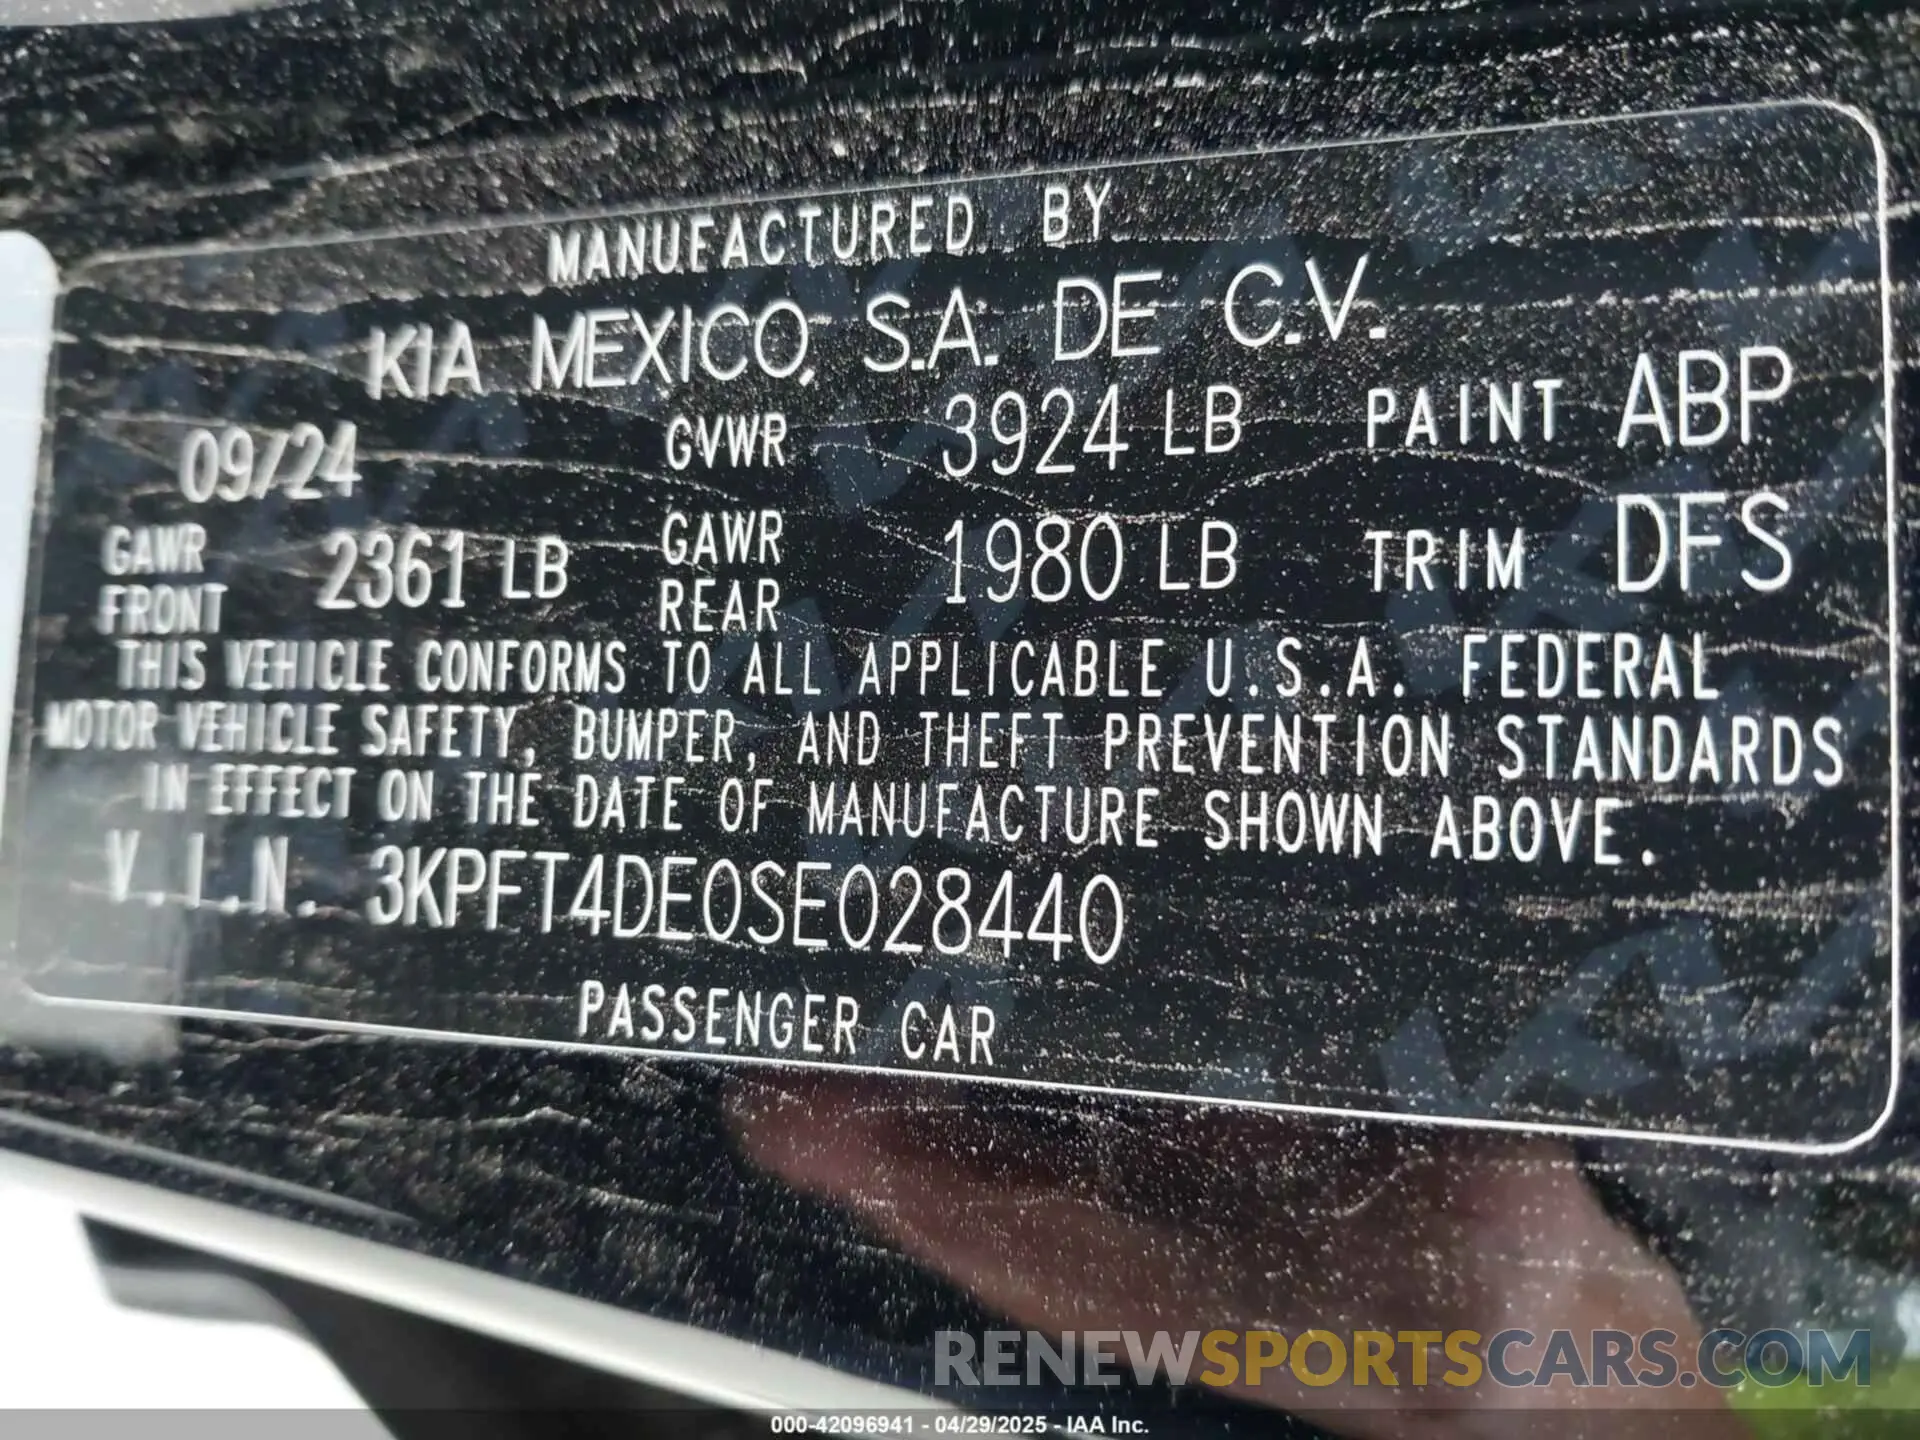 MANUFACTURED BY
KIA MEXICO, S.A. DE C.V.
09/24 GVWR 3924 LB PAINT ABP
GAWR FRONT 2361 LB GAWR REAR 1980 LB TRIM DFS
THIS VEHICLE CONFORMS TO ALL APPLICABLE U.S.A. FEDERAL
MOTOR VEHICLE SAFETY, BUMPER, AND THEFT PREVENTION STANDARDS
IN EFFECT ON THE DATE OF MANUFACTURE SHOWN ABOVE.
V.I.N. 3KPFT4DE0SE028440
PASSENGER CAR
RENEWSPORTSCARS.COM
000-42096941 - 04/29/2025 - IAA Inc.